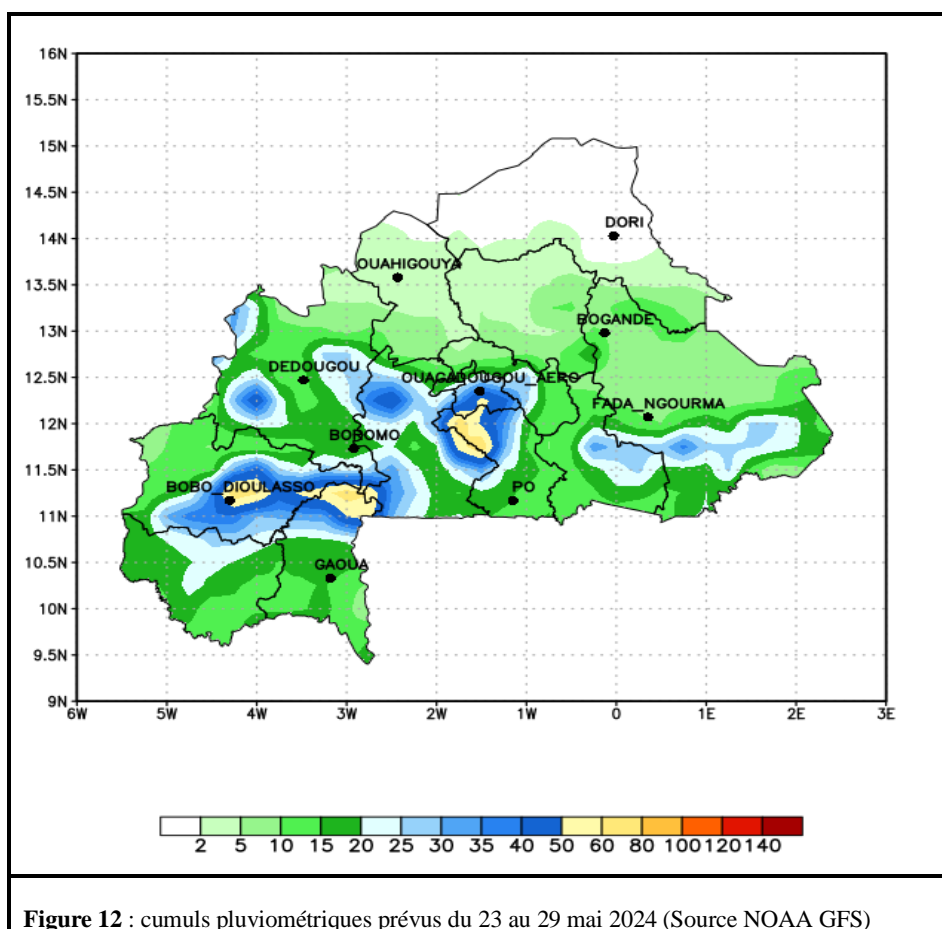 16N
15.5N
15N
14.5N
DORI
14N
OUAHIGOUYA
13.5N
BOGANDE
13N
DEDOUGOU
12.5N
OUAGADOUGOU_AERO
FADA_NGOURMA
12N
BOROMO
11.5N
BOBO_DIOULASSO
PO
11N
10.5N
GAOUA
10N
9.5N
9N
6W 5W 4W 3W 2W 1W 0 1E 2E 3E
2 5 10 15 20 25 30 35 40 50 60 80 100 120 140
Figure 12 : cumuls pluviométriques prévus du 23 au 29 mai 2024 (Source NOAA GFS)